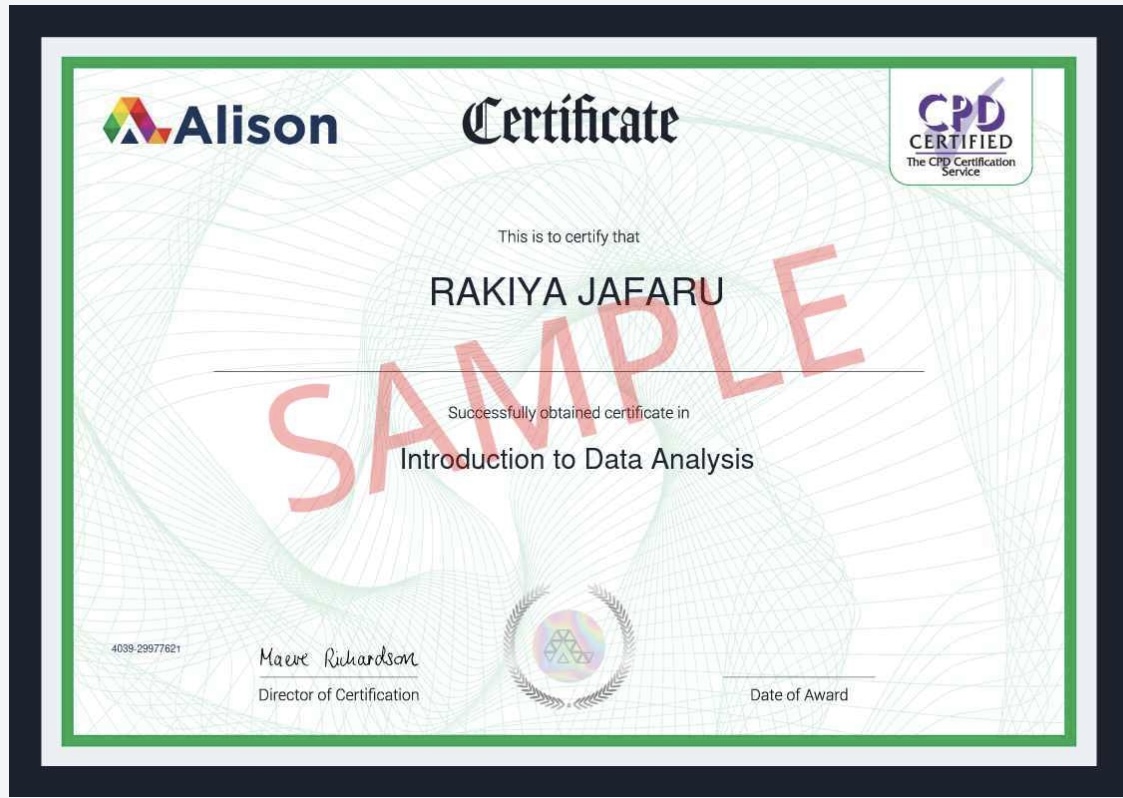 Alison
Certificate
CPD
CERTIFIED
The CPD Certification
Service
This is to certify that
RAKIYA JAFARU
SAMPLE
Successfully obtained certificate in
Introduction to Data Analysis
4039-29977621
Maeve Richardson
Director of Certification
Date of Award